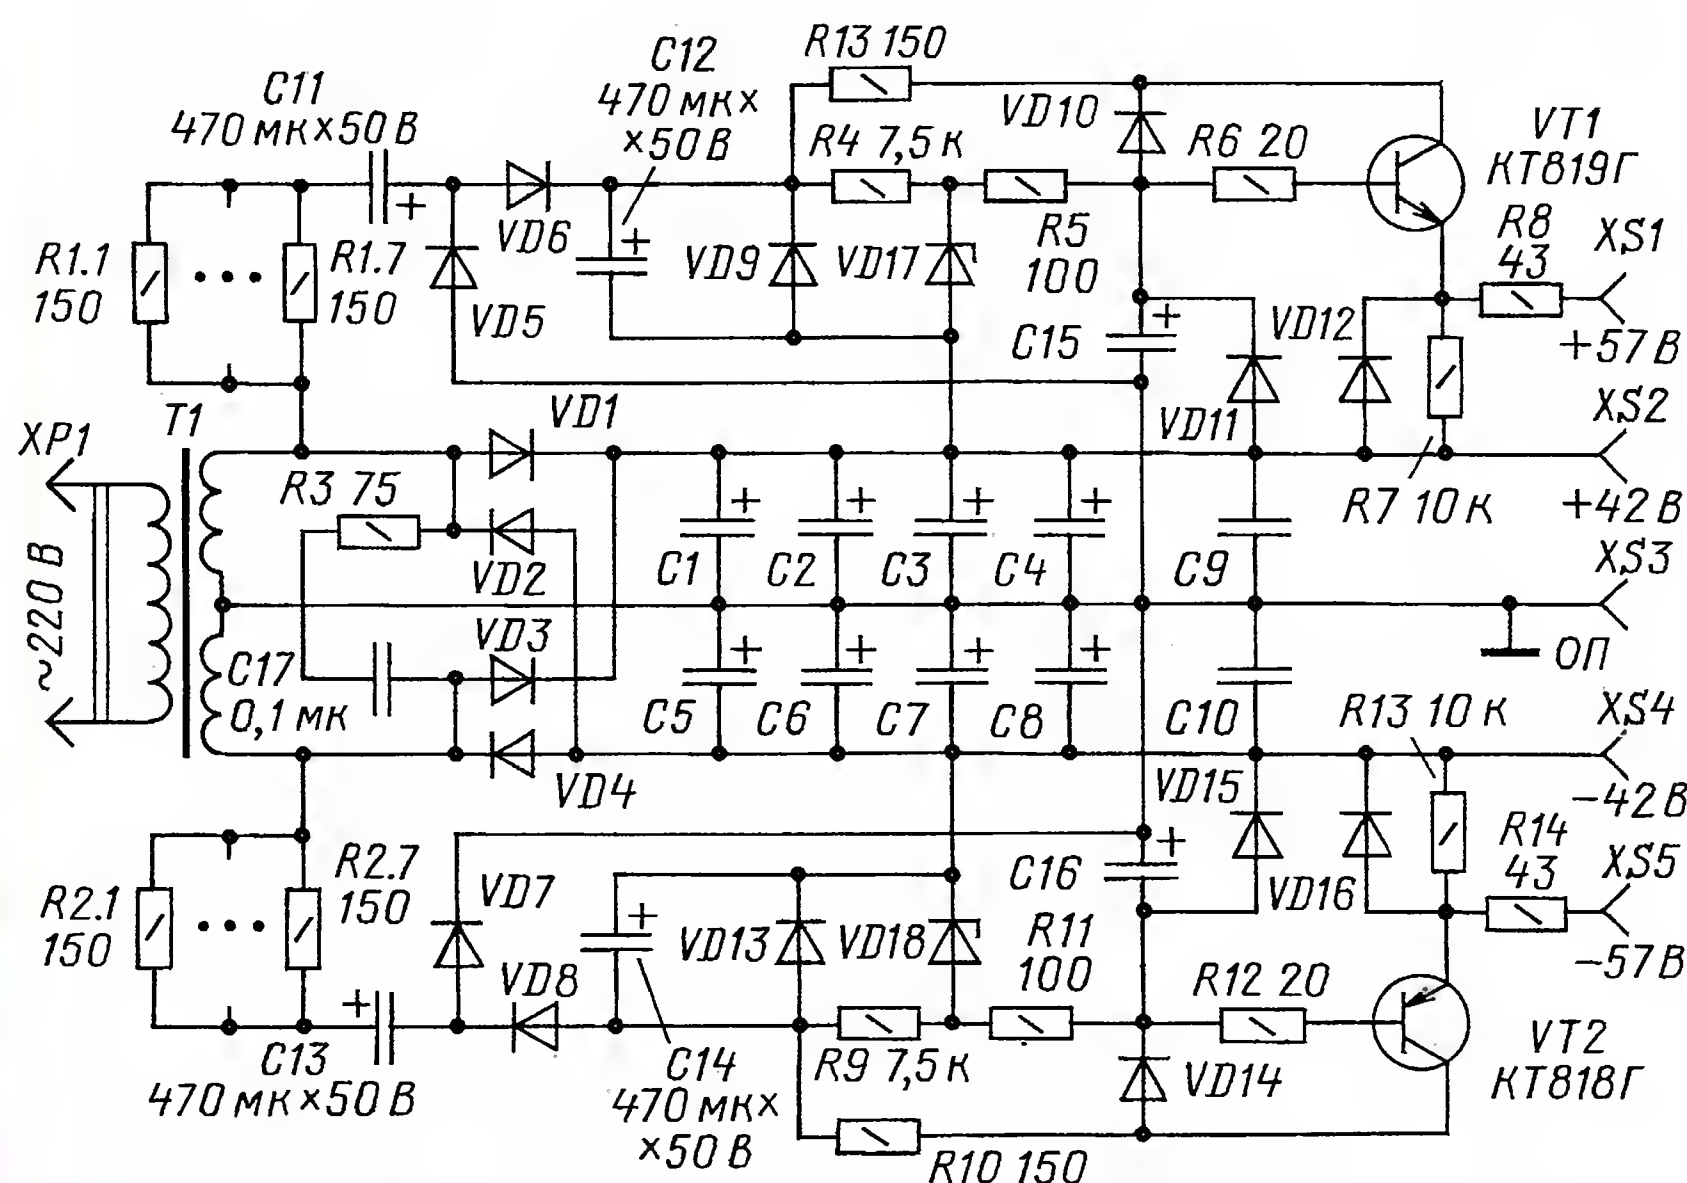 R13 150
C12
470 мк×
×50 В
C11
470 мк×50 В
VD10
R4 7,5 к
R6 20
VT1
КТ819Г
R1.1
150
R1.7
150
VD6
VD5
VD9
VD17
R5
100
R8
43
XS1
+57 В
C15
VD12
VD11
XS2
+42 В
R7 10 к
XP1
T1
VD1
R3 75
VD2
~220 В
C1
C2
C3
C4
C9
XS3
ОП
VD3
C17
0,1 мк
C5
C6
C7
C8
C10
R13 10 к
XS4
−42 В
VD4
VD15
R14
43
XS5
−57 В
R2.1
150
R2.7
150
VD7
C16
VD16
VD13
VD18
R11
100
VD8
R12 20
C13
470 мк×50 В
C14
470 мк×
×50 В
R9 7,5 к
VD14
VT2
КТ818Г
R10 150